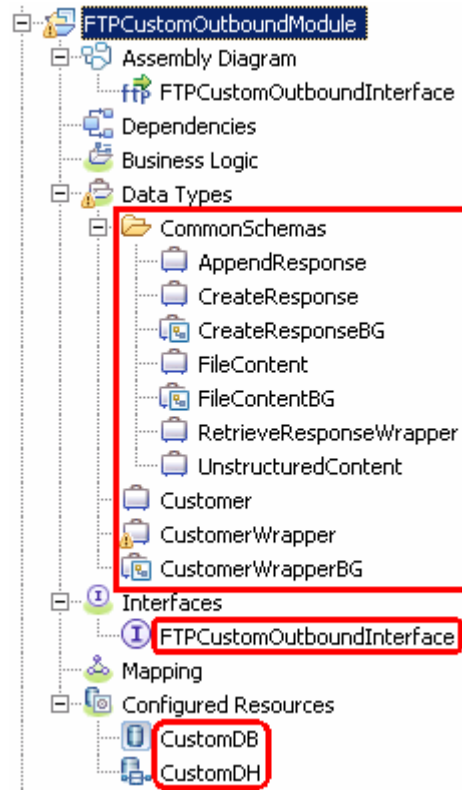 FTPCustomOutboundModule
Assembly Diagram
ftp FTPCustomOutboundInterface
Dependencies
Business Logic
Data Types
CommonSchemas
AppendResponse
CreateResponse
CreateResponseBG
FileContent
FileContentBG
RetrieveResponseWrapper
UnstructuredContent
Customer
CustomerWrapper
CustomerWrapperBG
Interfaces
FTPCustomOutboundInterface
Mapping
Configured Resources
CustomDB
CustomDH